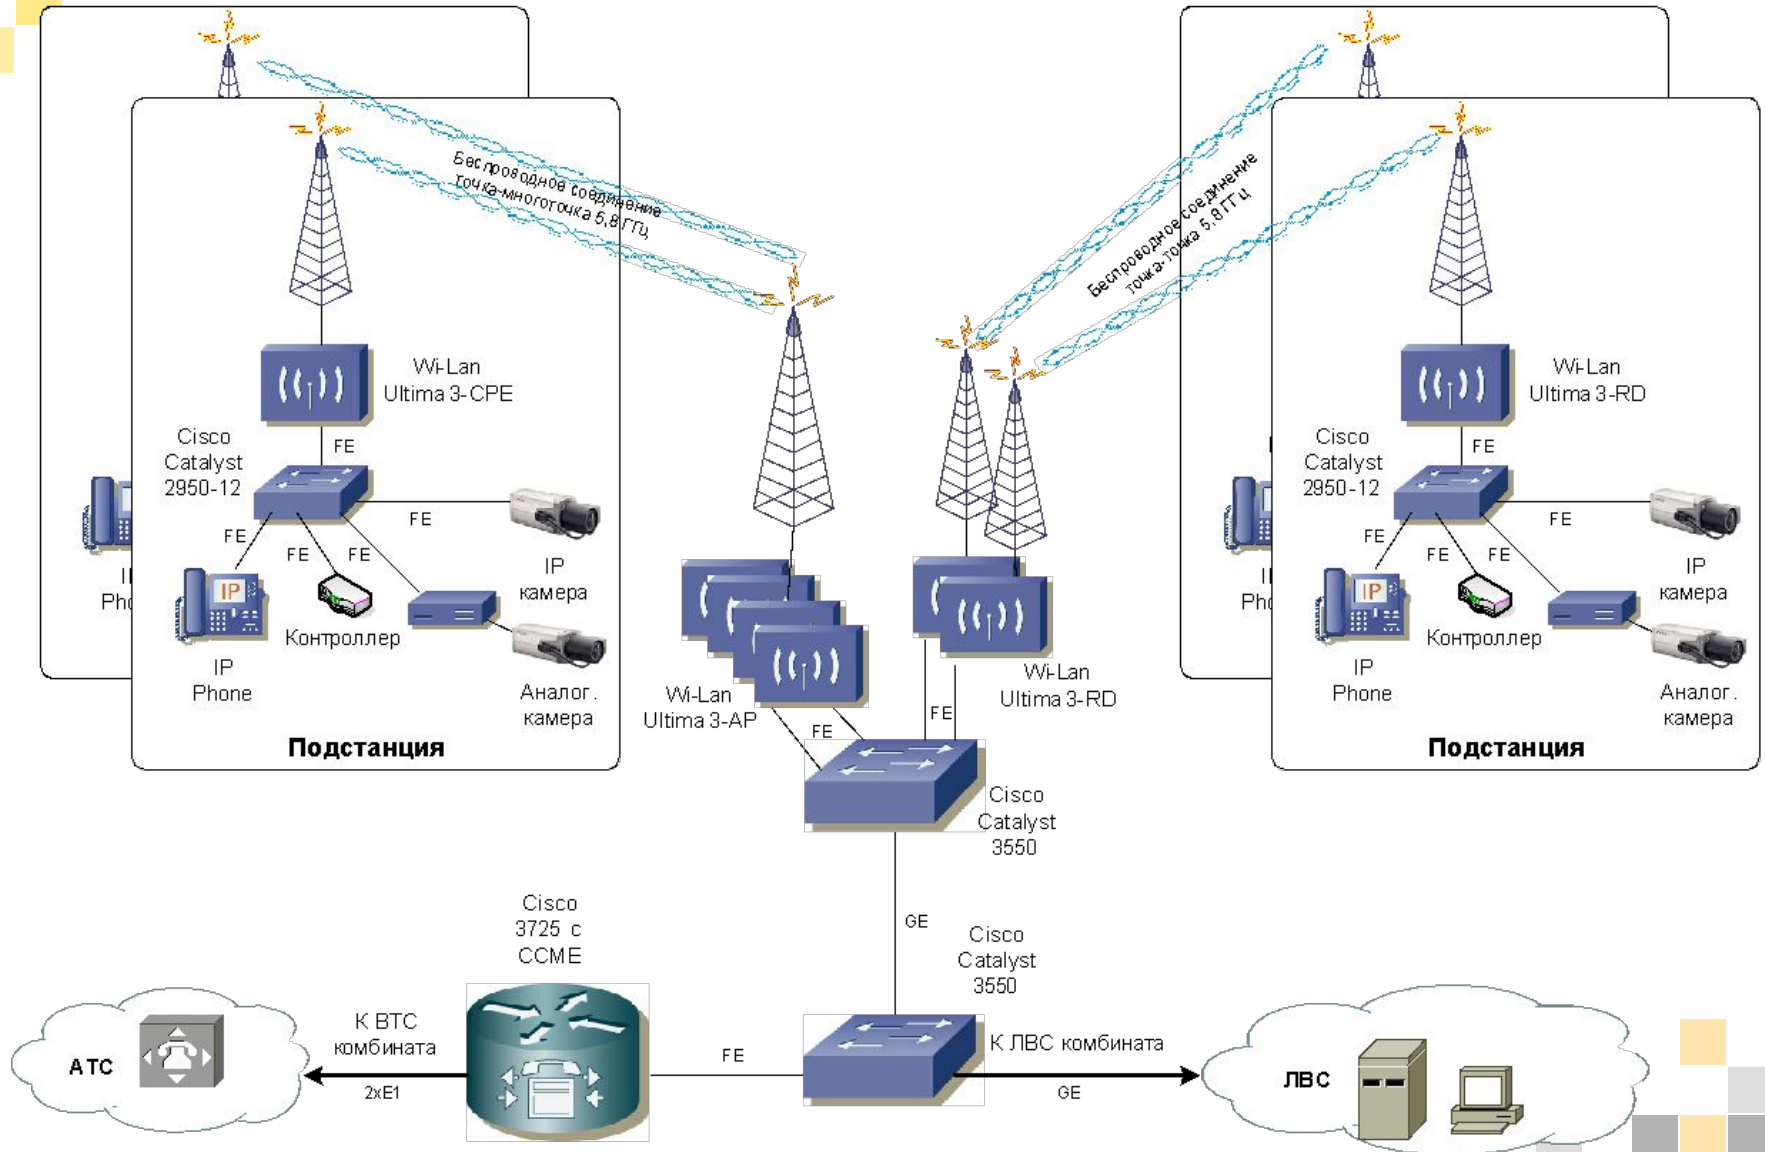 Беспроводное соединение
точка-многоточка 5,8 ГГц
Беспроводное соединение
точка-точка 5,8 ГГц
Wi-Lan
Ultima 3-CPE
Cisco
Catalyst
2950-12
FE
FE
FE
FE
FE
IP
камера
IP
Контроллер
IP
Phone
Аналог.
камера
Подстанция
Pho
Wi-Lan
Ultima 3-AP
FE
Wi-Lan
Ultima 3-RD
FE
Wi-Lan
Ultima 3-RD
Cisco
Catalyst
2950-12
FE
FE
FE
FE
FE
IP
камера
IP
Контроллер
IP
Phone
Аналог.
камера
Подстанция
Pho
Cisco
Catalyst
3550
GE
Cisco
Catalyst
3550
Cisco
3725 с
CCME
АТС
К ВТС
комбината
2xE1
FE
К ЛВС комбината
GE
ЛВС